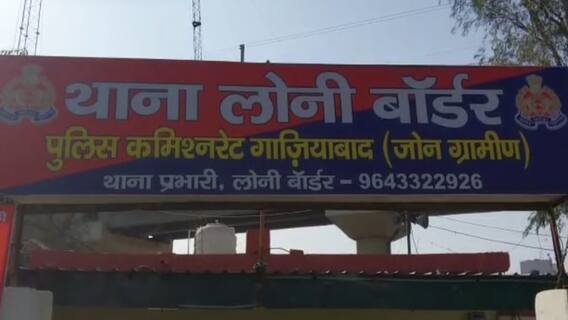 थाना लोनी बॉर्डर
पुलिस कमिश्नरेट गाज़ियाबाद (जोन ग्रामीण)
थाना प्रभारी, लोनी बॉर्डर – 9643322926